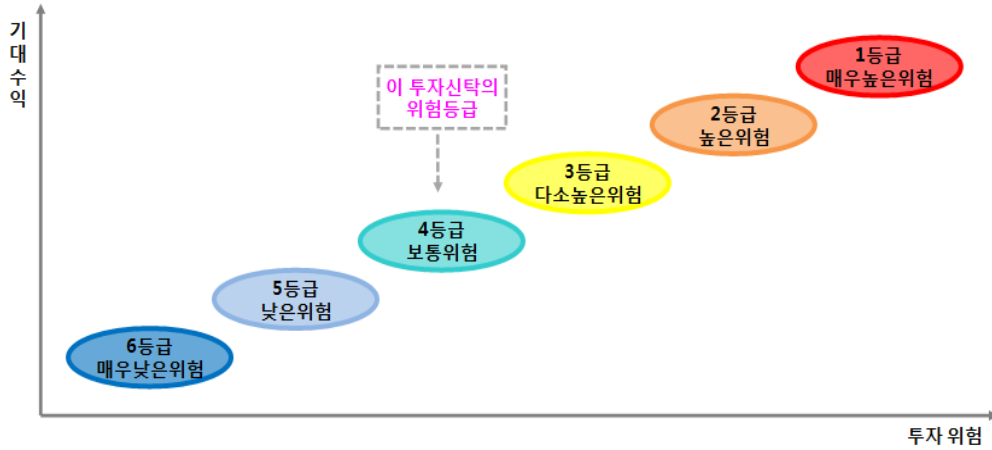 기
대
수
익
1등급
매우높은위험
이 투자신탁의
위험등급
2등급
높은위험
3등급
다소높은위험
4등급
보통위험
5등급
낮은위험
6등급
매우낮은위험
투자 위험